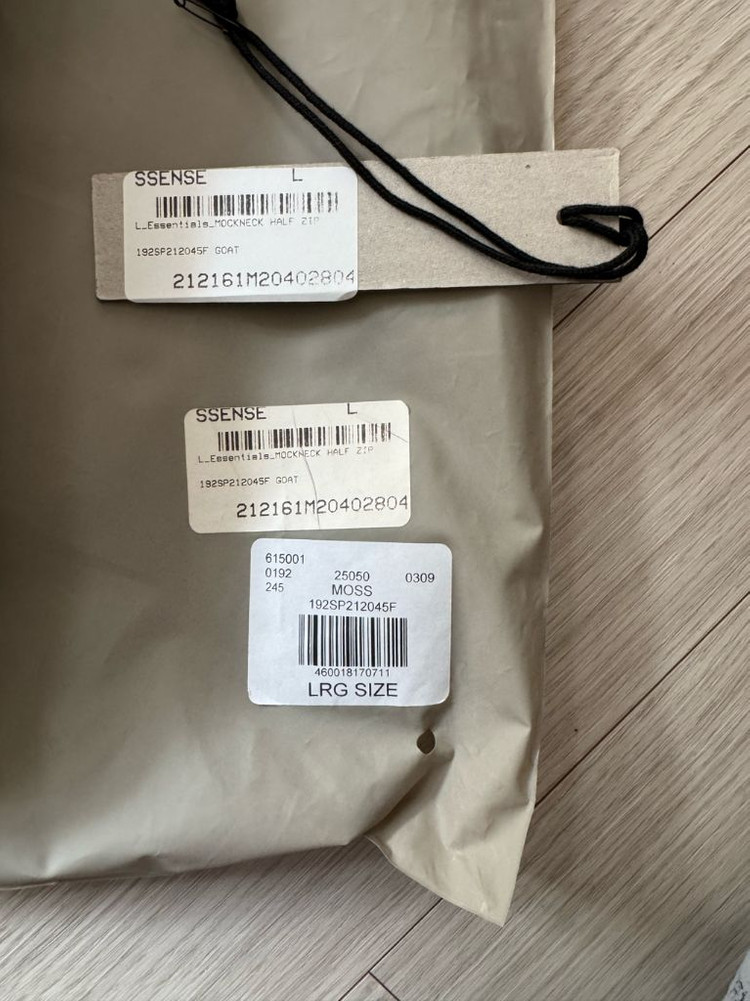 SSENSE L
L_Essentials_MOCKNECK HALF ZIP
192SP212045F GOAT
212161M20402804
SSENSE L
L_Essentials_MOCKNECK HALF ZIP
192SP212045F GOAT
212161M20402804
615001
0192 25050 0309
245 MOSS
192SP212045F
460018170711
LRG SIZE